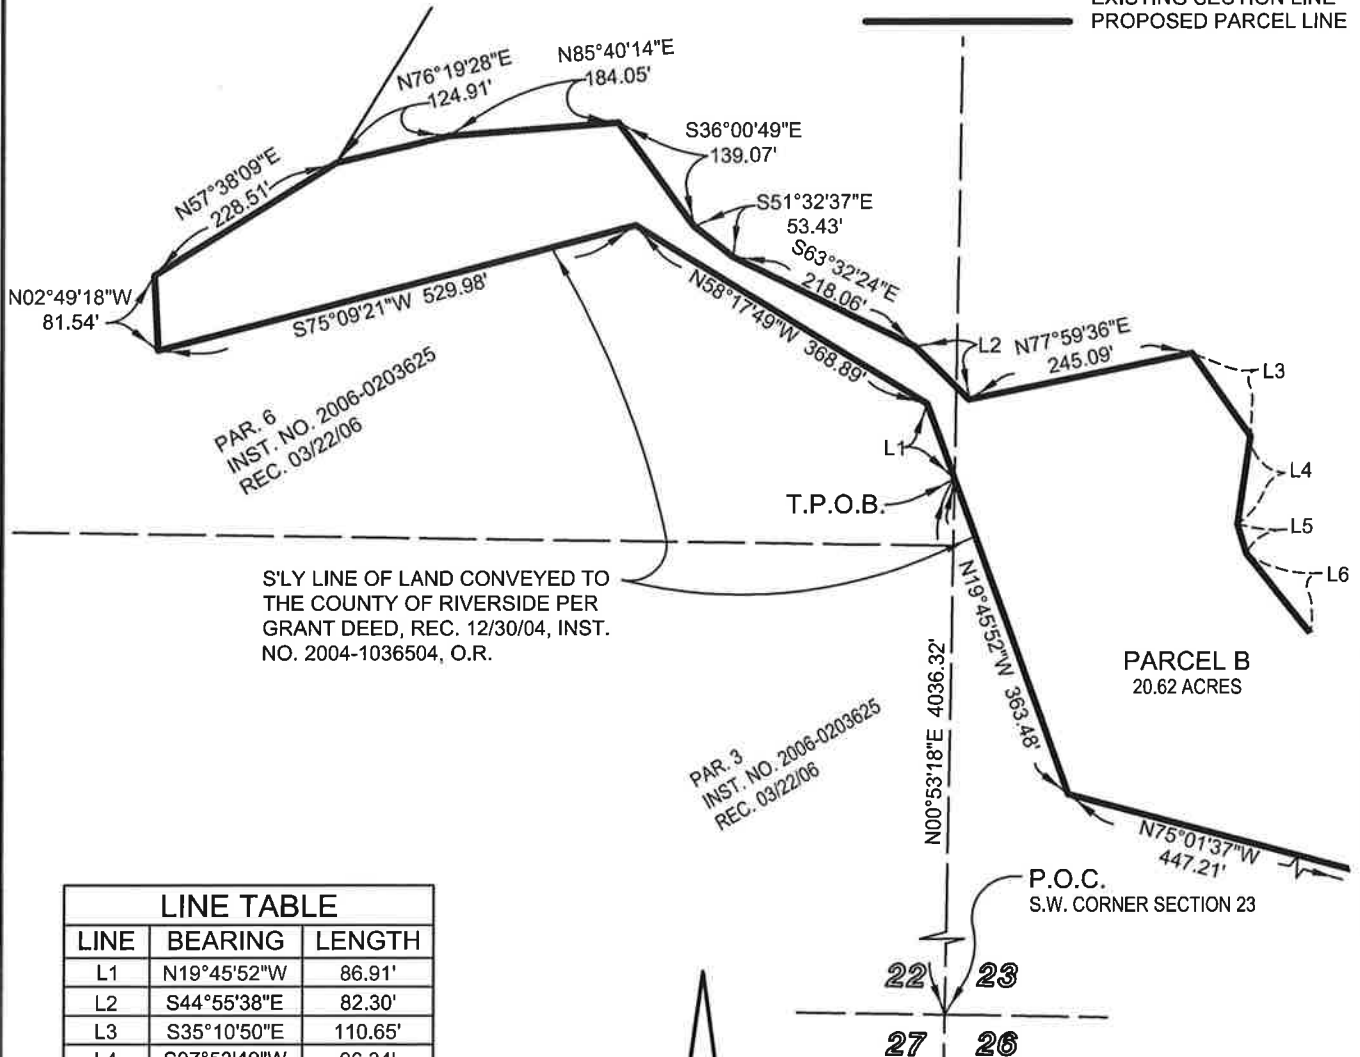 EXISTING SECTION LINE
PROPOSED PARCEL LINE
N76°19'28"E
124.91'
N85°40'14"E
184.05'
S36°00'49"E
139.07'
N57°38'09"E
228.51'
S51°32'37"E
53.43'
S63°32'24"E
218.06'
N02°49'18"W
81.54'
S75°09'21"W 529.98'
N58°17'49"W 368.89'
L2
N77°59'36"E
245.09'
L3
L1
L4
T.P.O.B.
L5
L6
PAR. 6
INST. NO. 2006-0203625
REC. 03/22/06
S'LY LINE OF LAND CONVEYED TO
THE COUNTY OF RIVERSIDE PER
GRANT DEED, REC. 12/30/04, INST.
NO. 2004-1036504, O.R.
N19°45'52"W 363.48'
N00°53'18"E 4036.32'
PARCEL B
20.62 ACRES
PAR. 3
INST. NO. 2006-0203625
REC. 03/22/06
N75°01'37"W
447.21'
P.O.C.
S.W. CORNER SECTION 23
22 23
27 26
LINE TABLE
LINE BEARING LENGTH
L1 N19°45'52"W 86.91'
L2 S44°55'38"E 82.30'
L3 S35°10'50"E 110.65'